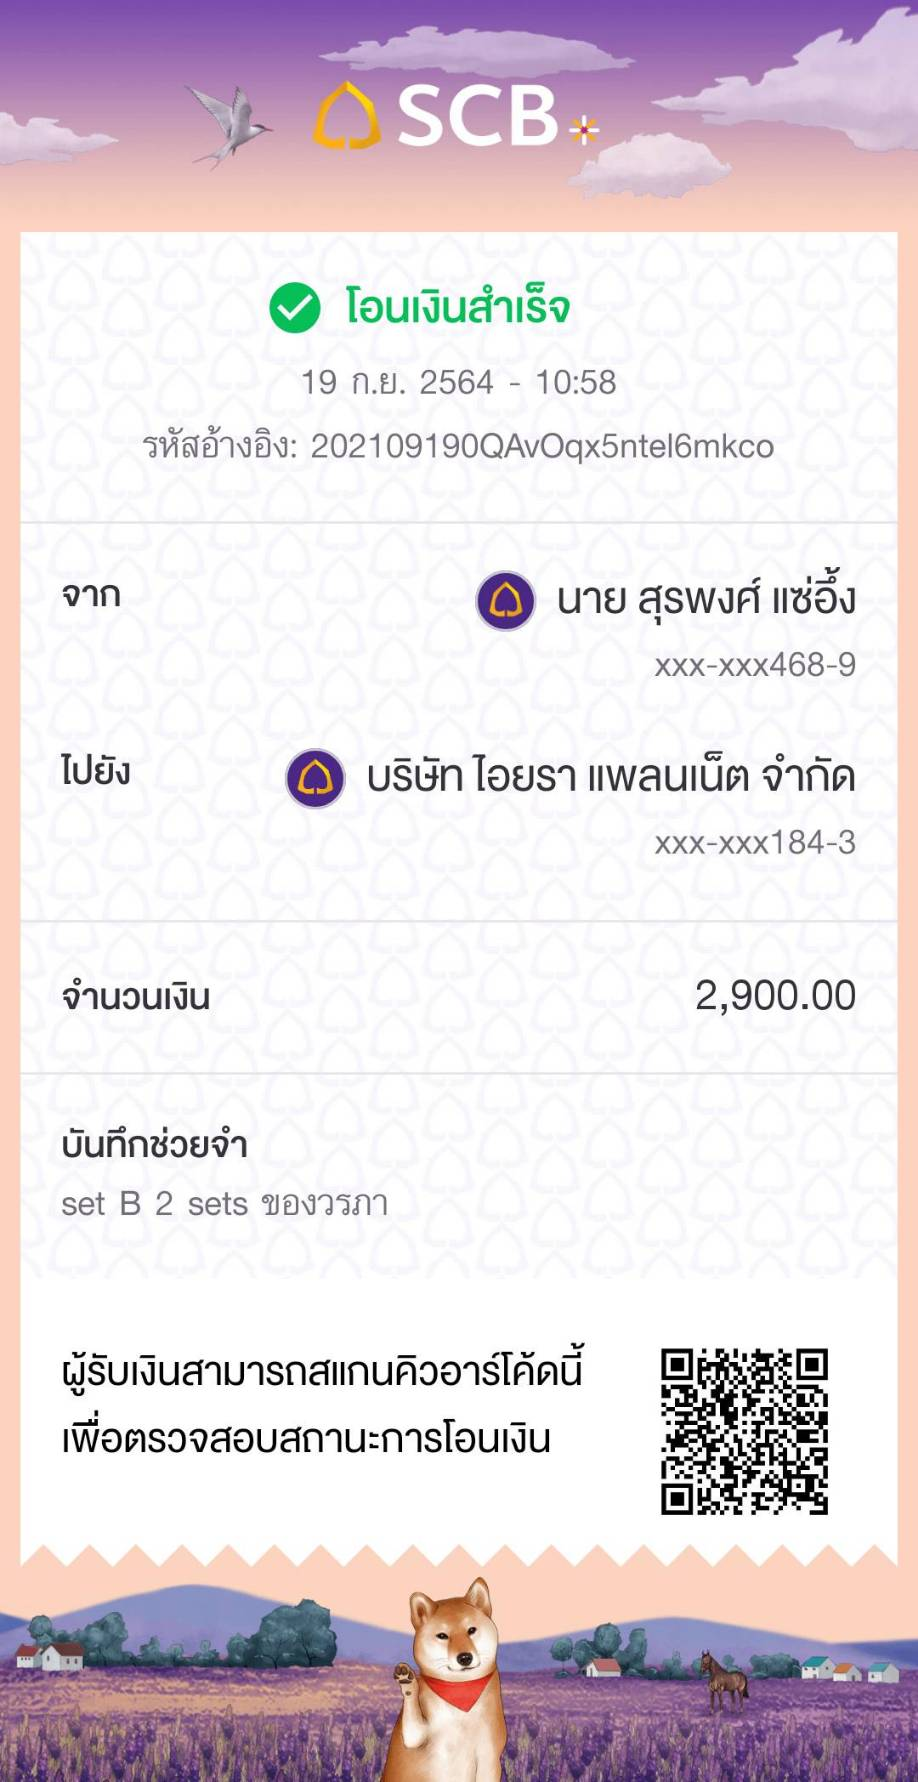 SCB
โอนเงินสำเร็จ
19 ก.ย. 2564 - 10:58
รหัสอ้างอิง: 202109190QAvOqx5ntel6mkco
จาก
นาย สุรพงศ์ แซ่อึ้ง
xxx-xxx468-9
ไปยัง
บริษัท ไอยรา แพลนเน็ต จำกัด
xxx-xxx184-3
จำนวนเงิน 2,900.00
บันทึกช่วยจำ
set B 2 sets ของวรภา
ผู้รับเงินสามารถสแกนคิวอาร์โค้ดนี้
เพื่อตรวจสอบสถานะการโอนเงิน